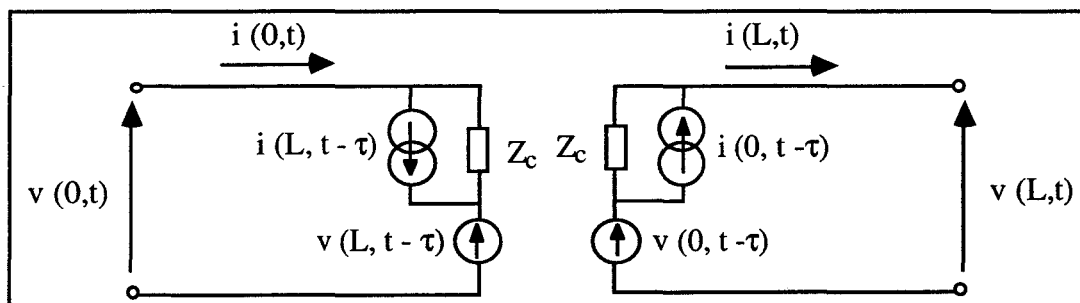 i (0,t)
i (L,t)
i (L, t - τ)
Z_c
Z_c
i (0, t -τ)
v (0,t)
v (L,t)
v (L, t - τ)
v (0, t -τ)